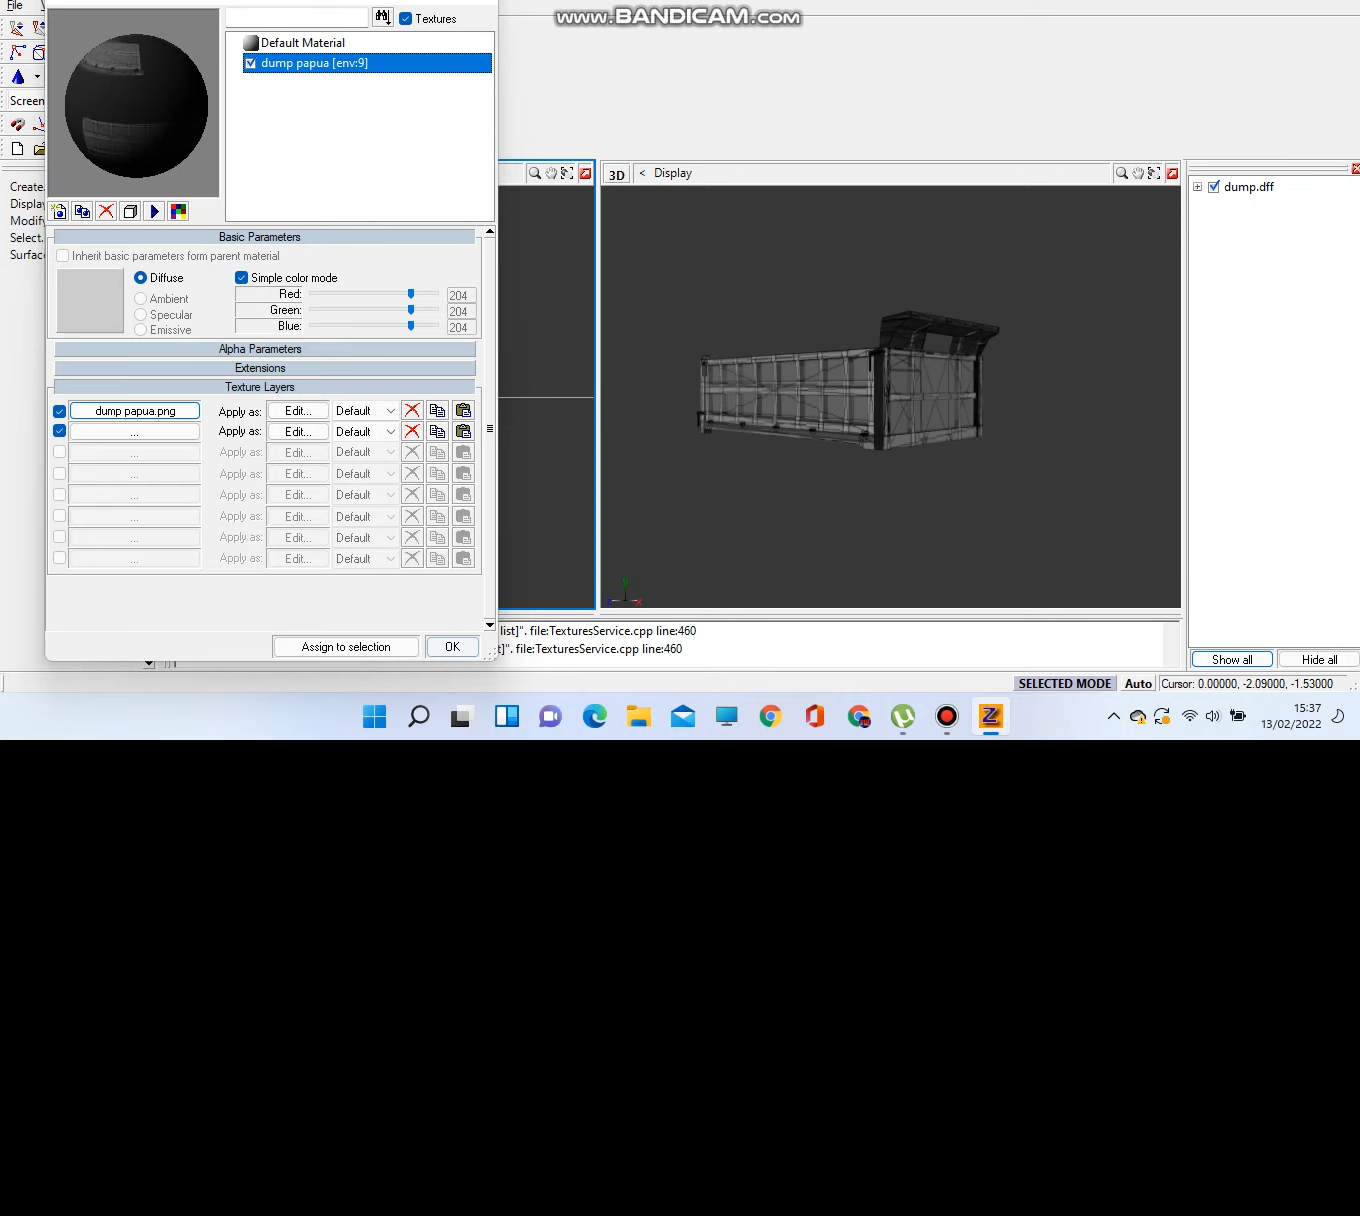 File
www.BANDICAM.com
Textures
Default Material
dump papua [env:9]
Screen
3D < Display
dump.dff
Create.
Display
Modify
Select.
Surfac
Basic Parameters
Inherit basic parameters form parent material
Diffuse
Simple color mode
Ambient
Red: 204
Specular
Green: 204
Emissive
Blue: 204
Alpha Parameters
Extensions
Texture Layers
dump papua.png Apply as: Edit... Default
... Apply as: Edit... Default
... Apply as: Edit... Default
... Apply as: Edit... Default
... Apply as: Edit... Default
... Apply as: Edit... Default
... Apply as: Edit... Default
... Apply as: Edit... Default
y
z
x
Assign to selection OK
list]". file:TexturesService.cpp line:460
t]". file:TexturesService.cpp line:460
Show all Hide all
SELECTED MODE Auto Cursor: 0.00000, -2.09000, -1.53000
15:37
13/02/2022